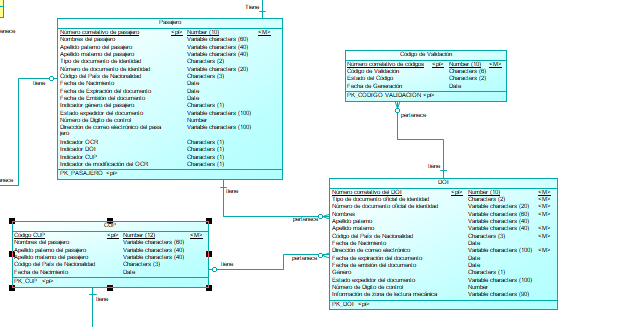 Tiene
Pasajero
Número correlativo de pasajero <pi> Number (10) <M>
Nombres del pasajero Variable characters (60)
Apellido paterno del pasajero Variable characters (40)
Apellido materno del pasajero Variable characters (40)
Tipo de documento de identidad Characters (2)
Número de documento de identidad Variable characters (20)
Código del País de Nacionalidad Characters (3)
Fecha de Nacimiento Date
Fecha de Expiración del documento Date
Fecha de Emisión del documento Date
Indicador género del pasajero Characters (1)
Estado expedidor del documento Variable characters (100)
Número de Dígito de control Number
Dirección de correo electrónico del pasa Variable characters (100)
jero
Indicador OCR Characters (1)
Indicador DOI Characters (1)
Indicador CUP Characters (1)
Indicador de modificación del OCR Characters (1)
PK_PASAJERO <pi>
enece
tiene
enece
Código de Validación
Número correlativo de códigos <pi> Number (10) <M>
Código de Validación Characters (6)
Estado del Código Characters (2)
Fecha de Generación Date
PK_CODIGO_VALIDACION <pi>
pertenece
tiene
tiene
pertenece
DOI
Número correlativo del DOI <pi> Number (10) <M>
Tipo de documento oficial de identidad Characters (2) <M>
Número de documento oficial de identidad Variable characters (20) <M>
Nombres Variable characters (60) <M>
Apellido paterno Variable characters (40)
Apellido materno Variable characters (40) <M>
Código del País de Nacionalidad Characters (3) <M>
Fecha de Nacimiento Date
Dirección de correo electrónico Variable characters (100) <M>
Fecha de expiración del documento Date
Fecha de emisión del documento Date
Género Characters (1)
Estado expedidor del documento Variable characters (100)
Número de Dígito de control Number
Información de zona de lectura mecánica Variable characters (90)
PK_DOI <pi>
CUP
Código CUP <pi> Number (12) <M>
Nombres del pasajero Variable characters (60)
Apellido paterno del pasajero Variable characters (40)
Apellido materno del pasajero Variable characters (40)
Código del País de Nacionalidad Characters (3)
Fecha de Nacimiento Date
PK_CUP <pi>
tiene
pertenece
tiene